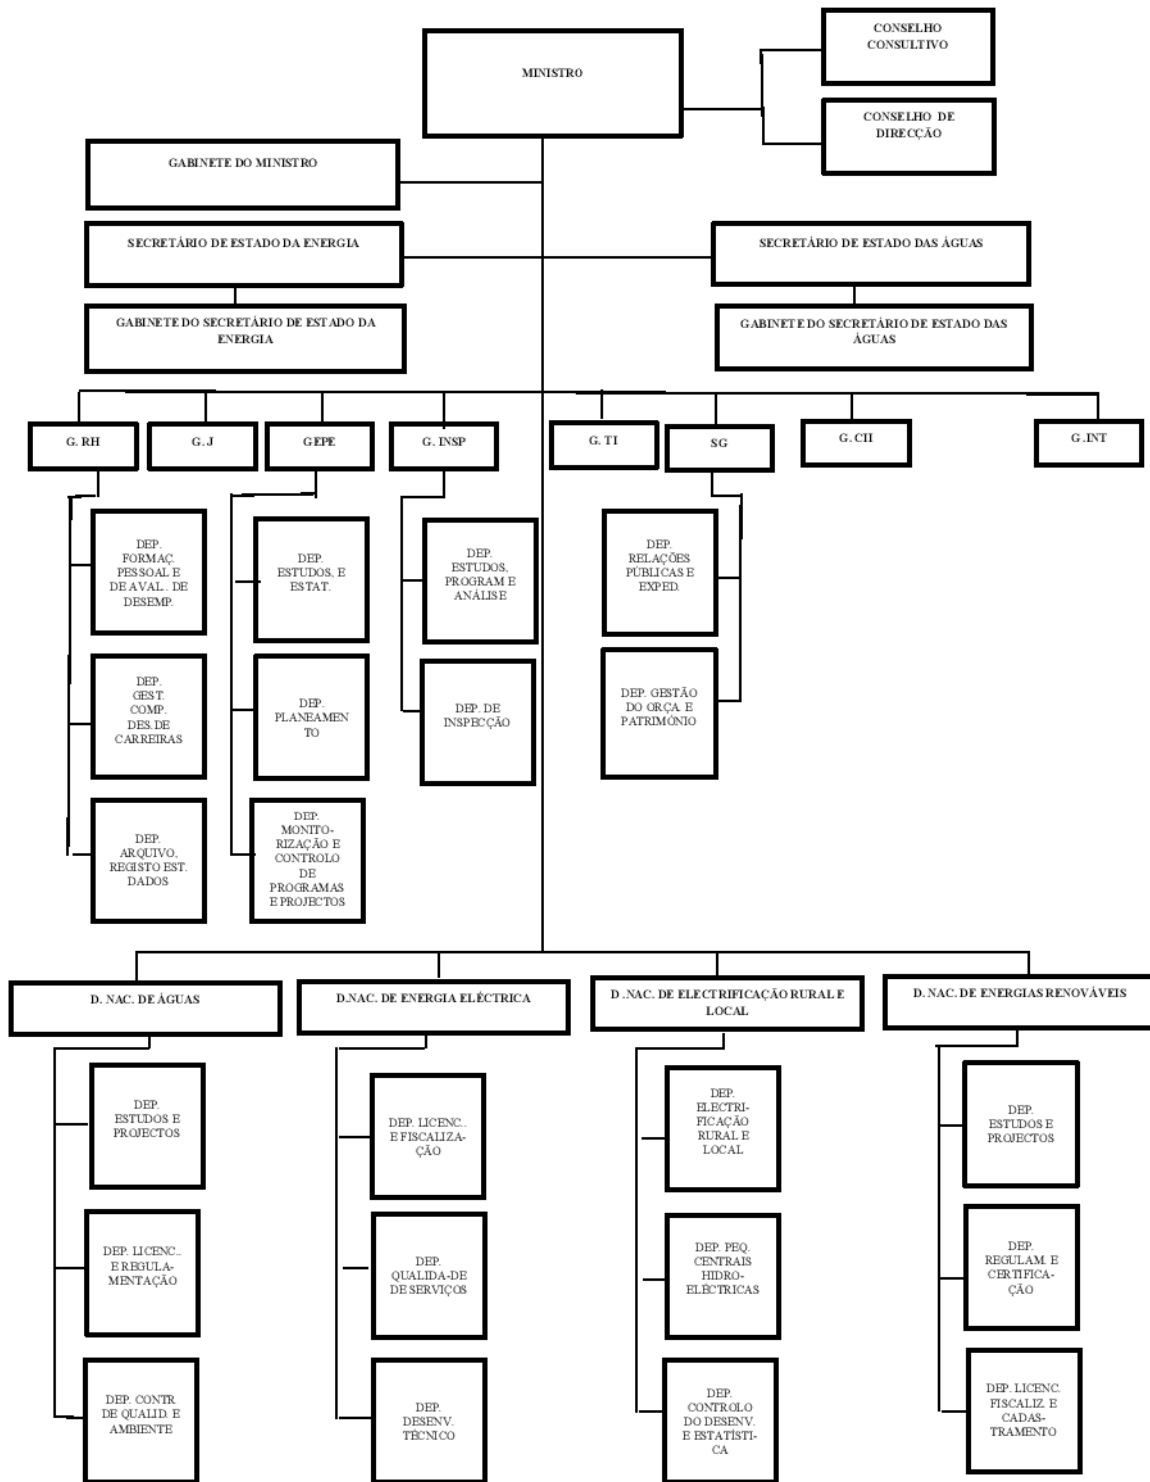 MINISTRO
CONSELHO
CONSULTIVO
CONSELHO DE
DIRECÇÃO
GABINETE DO MINISTRO
SECRETÁRIO DE ESTADO DA ENERGIA
SECRETÁRIO DE ESTADO DAS ÁGUAS
GABINETE DO SECRETÁRIO DE ESTADO DA
ENERGIA
GABINETE DO SECRETÁRIO DE ESTADO DAS
ÁGUAS
G. RH
G. J
GEPE
G. INSP
G. TI
SG
G. CII
G .INT
DEP.
FORMAÇ.
PESSOAL E
DE AVAL . DE
DESEMP.
DEP.
GEST.
COMP.
DES.DE
CARREIRAS
DEP.
ARQUIVO,
REGISTO EST.
DADOS
DEP.
ESTUDOS, E
ESTAT.
DEP.
PLANEAMEN
TO
DEP.
MONITO-
RIZAÇÃO E
CONTROLO
DE
PROGRAMAS
E PROJECTOS
DEP.
ESTUDOS,
PROGRAM E
ANÁLISE
DEP. DE
INSPECÇÃO
DEP.
RELAÇÕES
PÚBLICAS E
EXPED.
DEP. GESTÃO
DO ORÇA. E
PATRIMÓNIO
D. NAC. DE ÁGUAS
D.NAC. DE ENERGIA ELÉCTRICA
D .NAC. DE ELECTRIFICAÇÃO RURAL E
LOCAL
D. NAC. DE ENERGIAS RENOVÁVEIS
DEP.
ESTUDOS E
PROJECTOS
DEP. LICENC..
E REGULA-
MENTAÇÃO
DEP. CONTR
DE QUALID. E
AMBIENTE
DEP. LICENC..
E FISCALIZA-
ÇÃO
DEP.
QUALIDA-DE
DE SERVIÇOS
DEP.
DESENV.
TÉCNICO
DEP.
ELECTRI-
FICAÇÃO
RURAL E
LOCAL
DEP. PEQ.
CENTRAIS
HIDRO-
ELÉCTRICAS
DEP.
CONTROLO
DO DESENV.
E ESTATÍSTI-
CA
DEP.
ESTUDOS E
PROJECTOS
DEP.
REGULAM. E
CERTIFICA-
ÇÃO
DEP. LICENC.
FISCALIZ. E
CADAS-
TRAMENTO